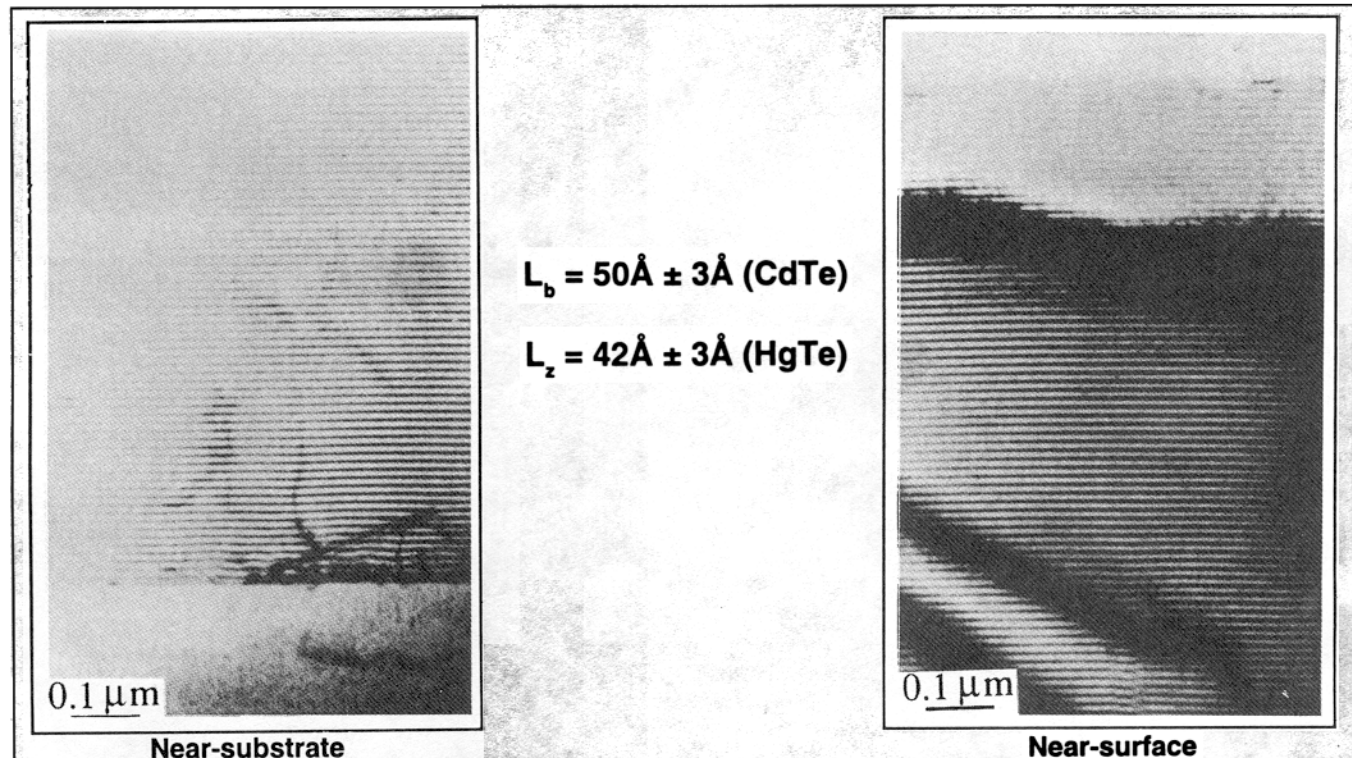 L_b = 50Å ± 3Å (CdTe)
L_z = 42Å ± 3Å (HgTe)
0.1 µm
0.1 µm
Near-substrate
Near-surface